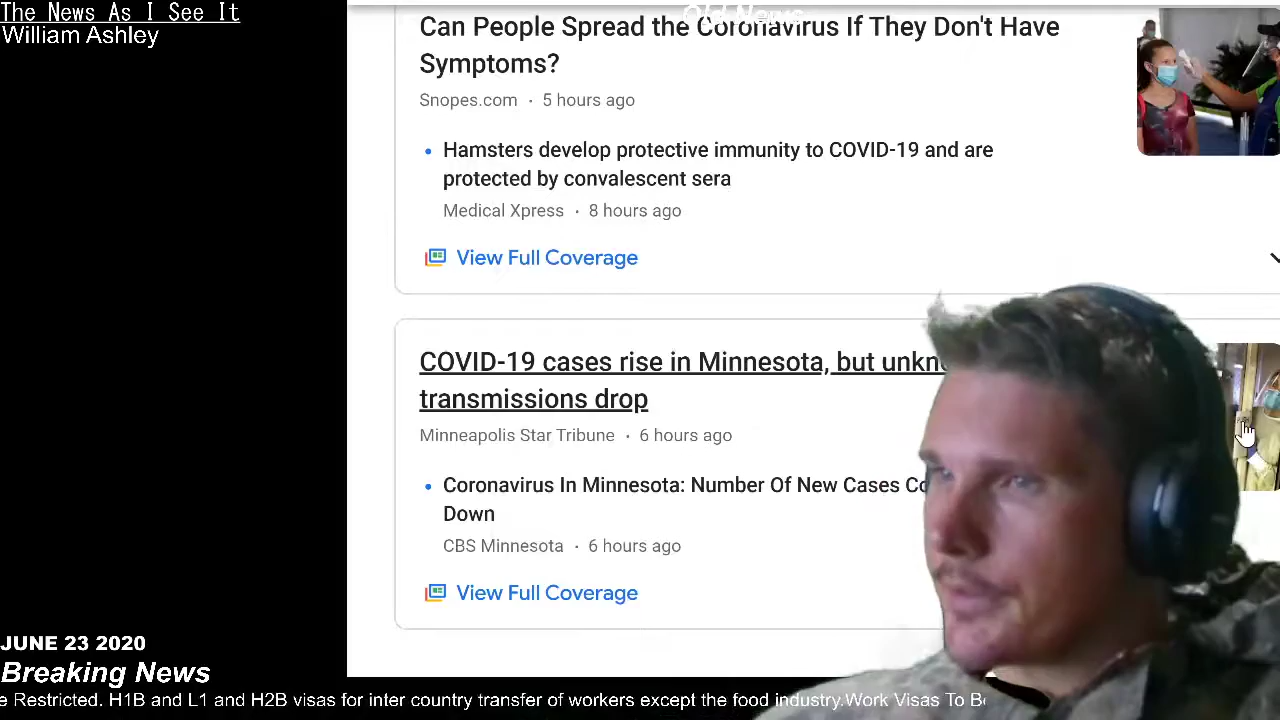 The News As I See It
William Ashley
Old News
Can People Spread the Coronavirus If They Don't Have
Symptoms?
Snopes.com · 5 hours ago
• Hamsters develop protective immunity to COVID-19 and are
protected by convalescent sera
Medical Xpress · 8 hours ago
View Full Coverage
COVID-19 cases rise in Minnesota, but
transmissions drop
Minneapolis Star Tribune · 6 hours ago
• Coronavirus In Minnesota: Number Of New Cases
Down
CBS Minnesota · 6 hours ago
View Full Coverage
JUNE 23 2020
Breaking News
e Restricted. H1B and L1 and H2B visas for inter country transfer of workers except the food industry.Work Visas To